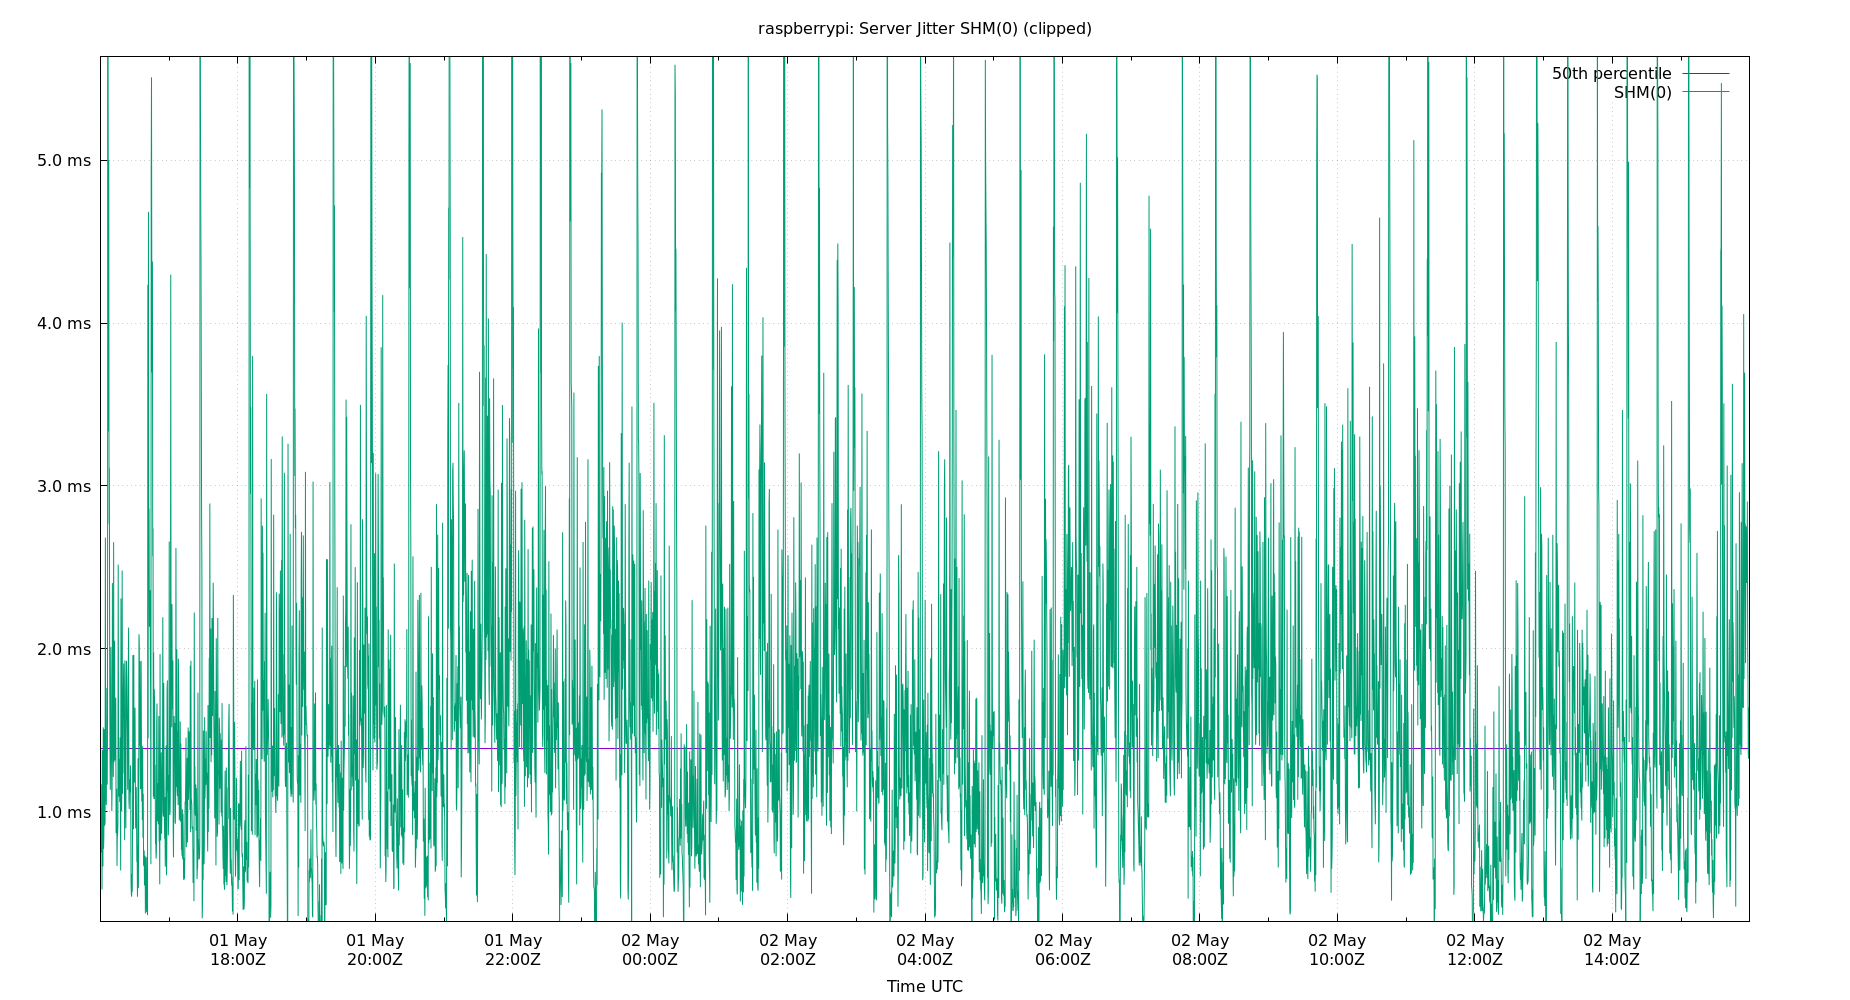 raspberrypi: Server Jitter SHM(0) (clipped)
50th percentile
SHM(0)
5.0 ms
4.0 ms
3.0 ms
2.0 ms
1.0 ms
01 May 01 May 01 May 02 May 02 May 02 May 02 May 02 May 02 May 02 May 02 May
18:00Z 20:00Z 22:00Z 00:00Z 02:00Z 04:00Z 06:00Z 08:00Z 10:00Z 12:00Z 14:00Z
Time UTC